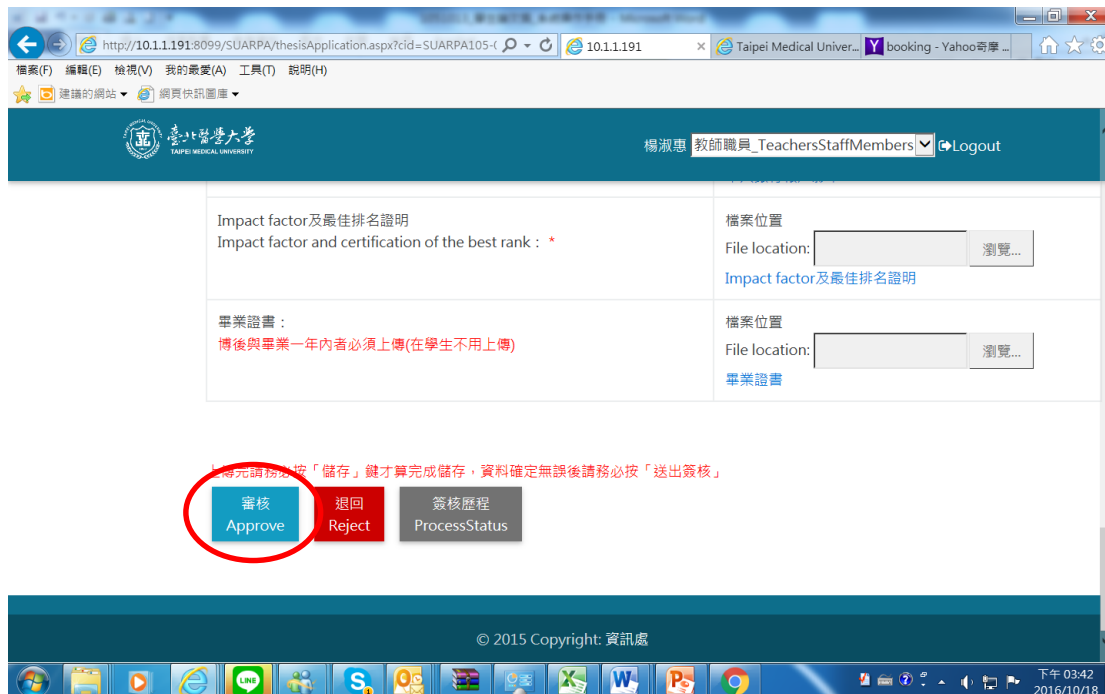 http://10.1.1.191:8099/SUARPA/thesisApplication.aspx?cid=SUARPA105-(
10.1.1.191
Taipei Medical Univer...
booking - Yahoo奇摩 ...
檔案(F) 編輯(E) 檢視(V) 我的最愛(A) 工具(T) 說明(H)
建議的網站 網頁快訊圖庫
臺北醫學大學
TAIPEI MEDICAL UNIVERSITY
楊淑惠 教師職員_TeachersStaffMembers Logout
Impact factor及最佳排名證明
Impact factor and certification of the best rank： *
檔案位置
File location: 瀏覽...
Impact factor及最佳排名證明
畢業證書：
博後與畢業一年內者必須上傳(在學生不用上傳)
檔案位置
File location: 瀏覽...
畢業證書
上傳完請務必按「儲存」鍵才算完成儲存，資料確定無誤後請務必按「送出簽核」
審核
Approve
退回
Reject
簽核歷程
ProcessStatus
© 2015 Copyright: 資訊處
LINE
下午 03:42
2016/10/18